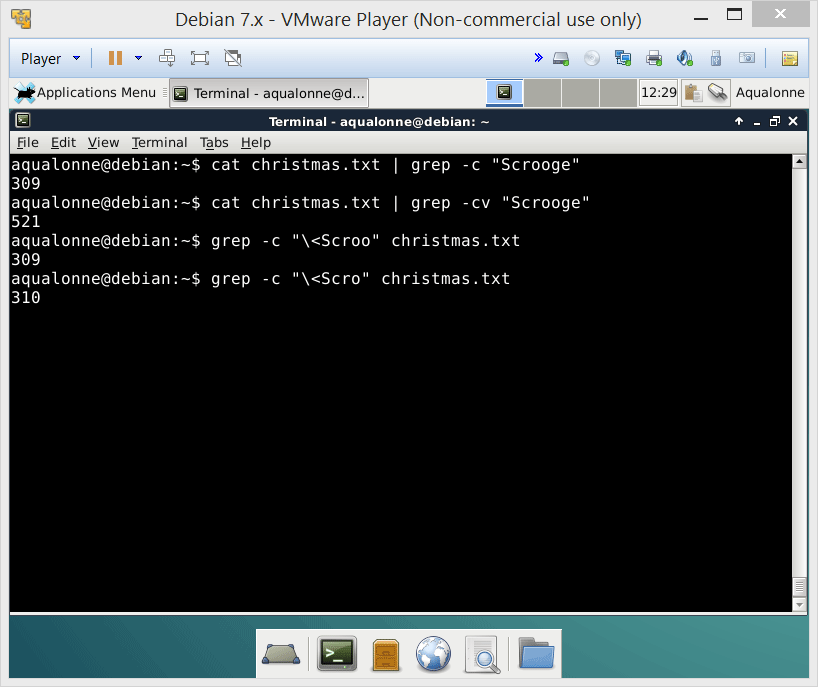 Debian 7.x - VMware Player (Non-commercial use only)
Player
Applications Menu Terminal - aqualonne@d... 12:29 Aqualonne
Terminal - aqualonne@debian: ~
File Edit View Terminal Tabs Help
aqualonne@debian:~$ cat christmas.txt | grep -c "Scrooge"
309
aqualonne@debian:~$ cat christmas.txt | grep -cv "Scrooge"
521
aqualonne@debian:~$ grep -c "\<Scroo" christmas.txt
309
aqualonne@debian:~$ grep -c "\<Scro" christmas.txt
310